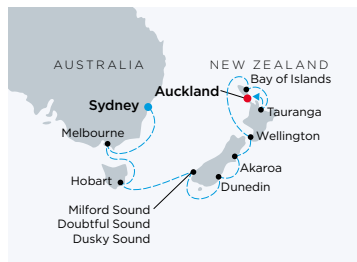 AUSTRALIA
NEW ZEALAND
Bay of Islands
Auckland
Sydney
Tauranga
Melbourne
Wellington
Akaroa
Hobart
Dunedin
Milford Sound
Doubtful Sound
Dusky Sound